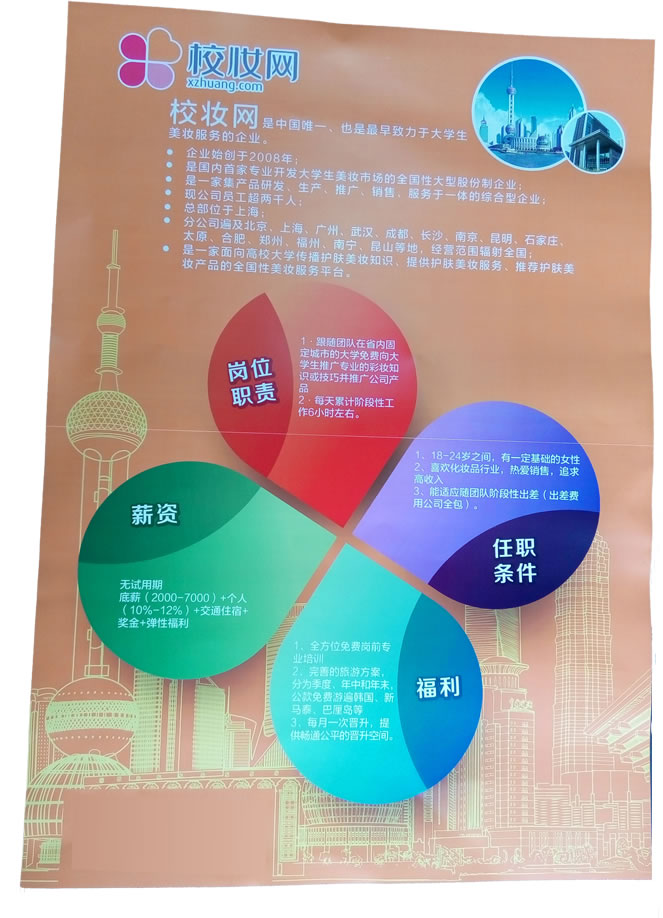 校妆网
xzhuang.com
校妆网是中国唯一、也是最早致力于大学生
美妆服务的企业。
● 企业始创于2008年；
● 是国内首家专业开发大学生美妆市场的全国性大型股份制企业；
● 是一家集产品研发、生产、推广、销售、服务于一体的综合型企业；
● 现公司员工超两千人；
● 总部位于上海；
● 分公司遍及北京、上海、广州、武汉、成都、长沙、南京、昆明、石家庄、
太原、合肥、郑州、福州、南宁、昆山等地，经营范围辐射全国；
● 是一家面向高校大学传播护肤美妆知识、提供护肤美妆服务、推荐护肤美
妆产品的全国性美妆服务平台。
岗位
职责
1·跟随团队在省内固
定城市的大学免费向大
学生推广专业的彩妆知
识或技巧并推广公司产
品
2·每天累计阶段性工
作6小时左右。
1、18-24岁之间，有一定基础的女性
2、喜欢化妆品行业，热爱销售，追求
高收入
3、能适应随团队阶段性出差（出差费
用公司全包）。
任职
条件
薪资
无试用期
底薪（2000-7000）+个人
（10%-12%）+交通住宿+
奖金+弹性福利
1、全方位免费岗前专
业培训
2、完善的旅游方案，
分为季度、年中和年末，
公款免费游遍韩国、新
马泰、巴厘岛等
3、每月一次晋升，提
供畅通公平的晋升空间。
福利